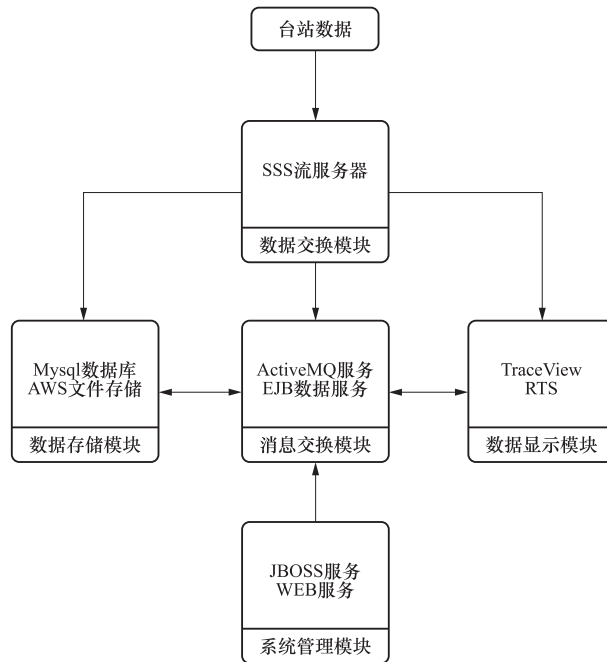 台站数据
SSS流服务器
数据交换模块
Mysql数据库
AWS文件存储
数据存储模块
ActiveMQ服务
EJB数据服务
消息交换模块
TraceView
RTS
数据显示模块
JBOSS服务
WEB服务
系统管理模块